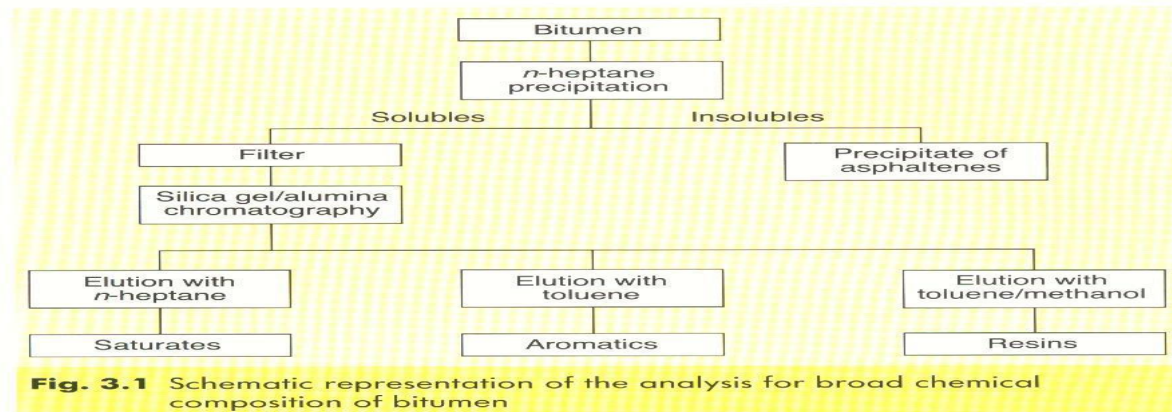 Bitumen
n-heptane
precipitation
Solubles
Insolubles
Filter
Precipitate of
asphaltenes
Silica gel/alumina
chromatography
Elution with
n-heptane
Elution with
toluene
Elution with
toluene/methanol
Saturates
Aromatics
Resins
Fig. 3.1 Schematic representation of the analysis for broad chemical
composition of bitumen